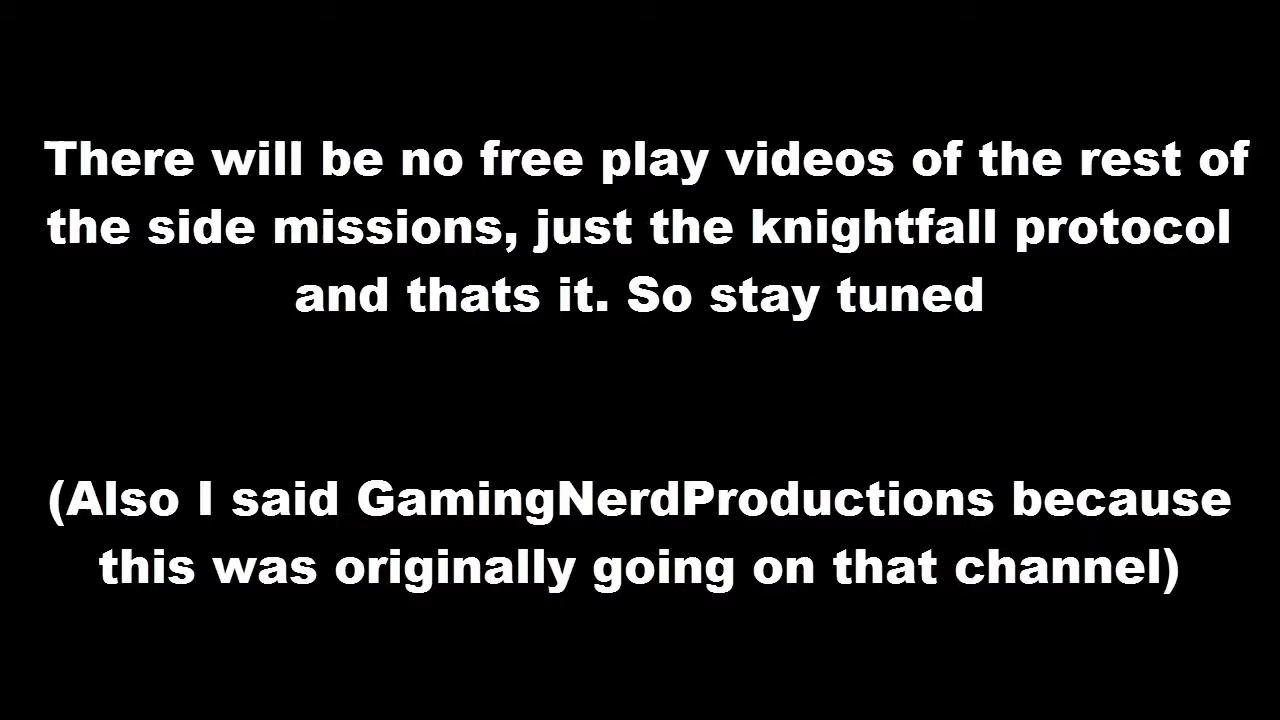 There will be no free play videos of the rest of
the side missions, just the knightfall protocol
and thats it. So stay tuned
(Also I said GamingNerdProductions because
this was originally going on that channel)